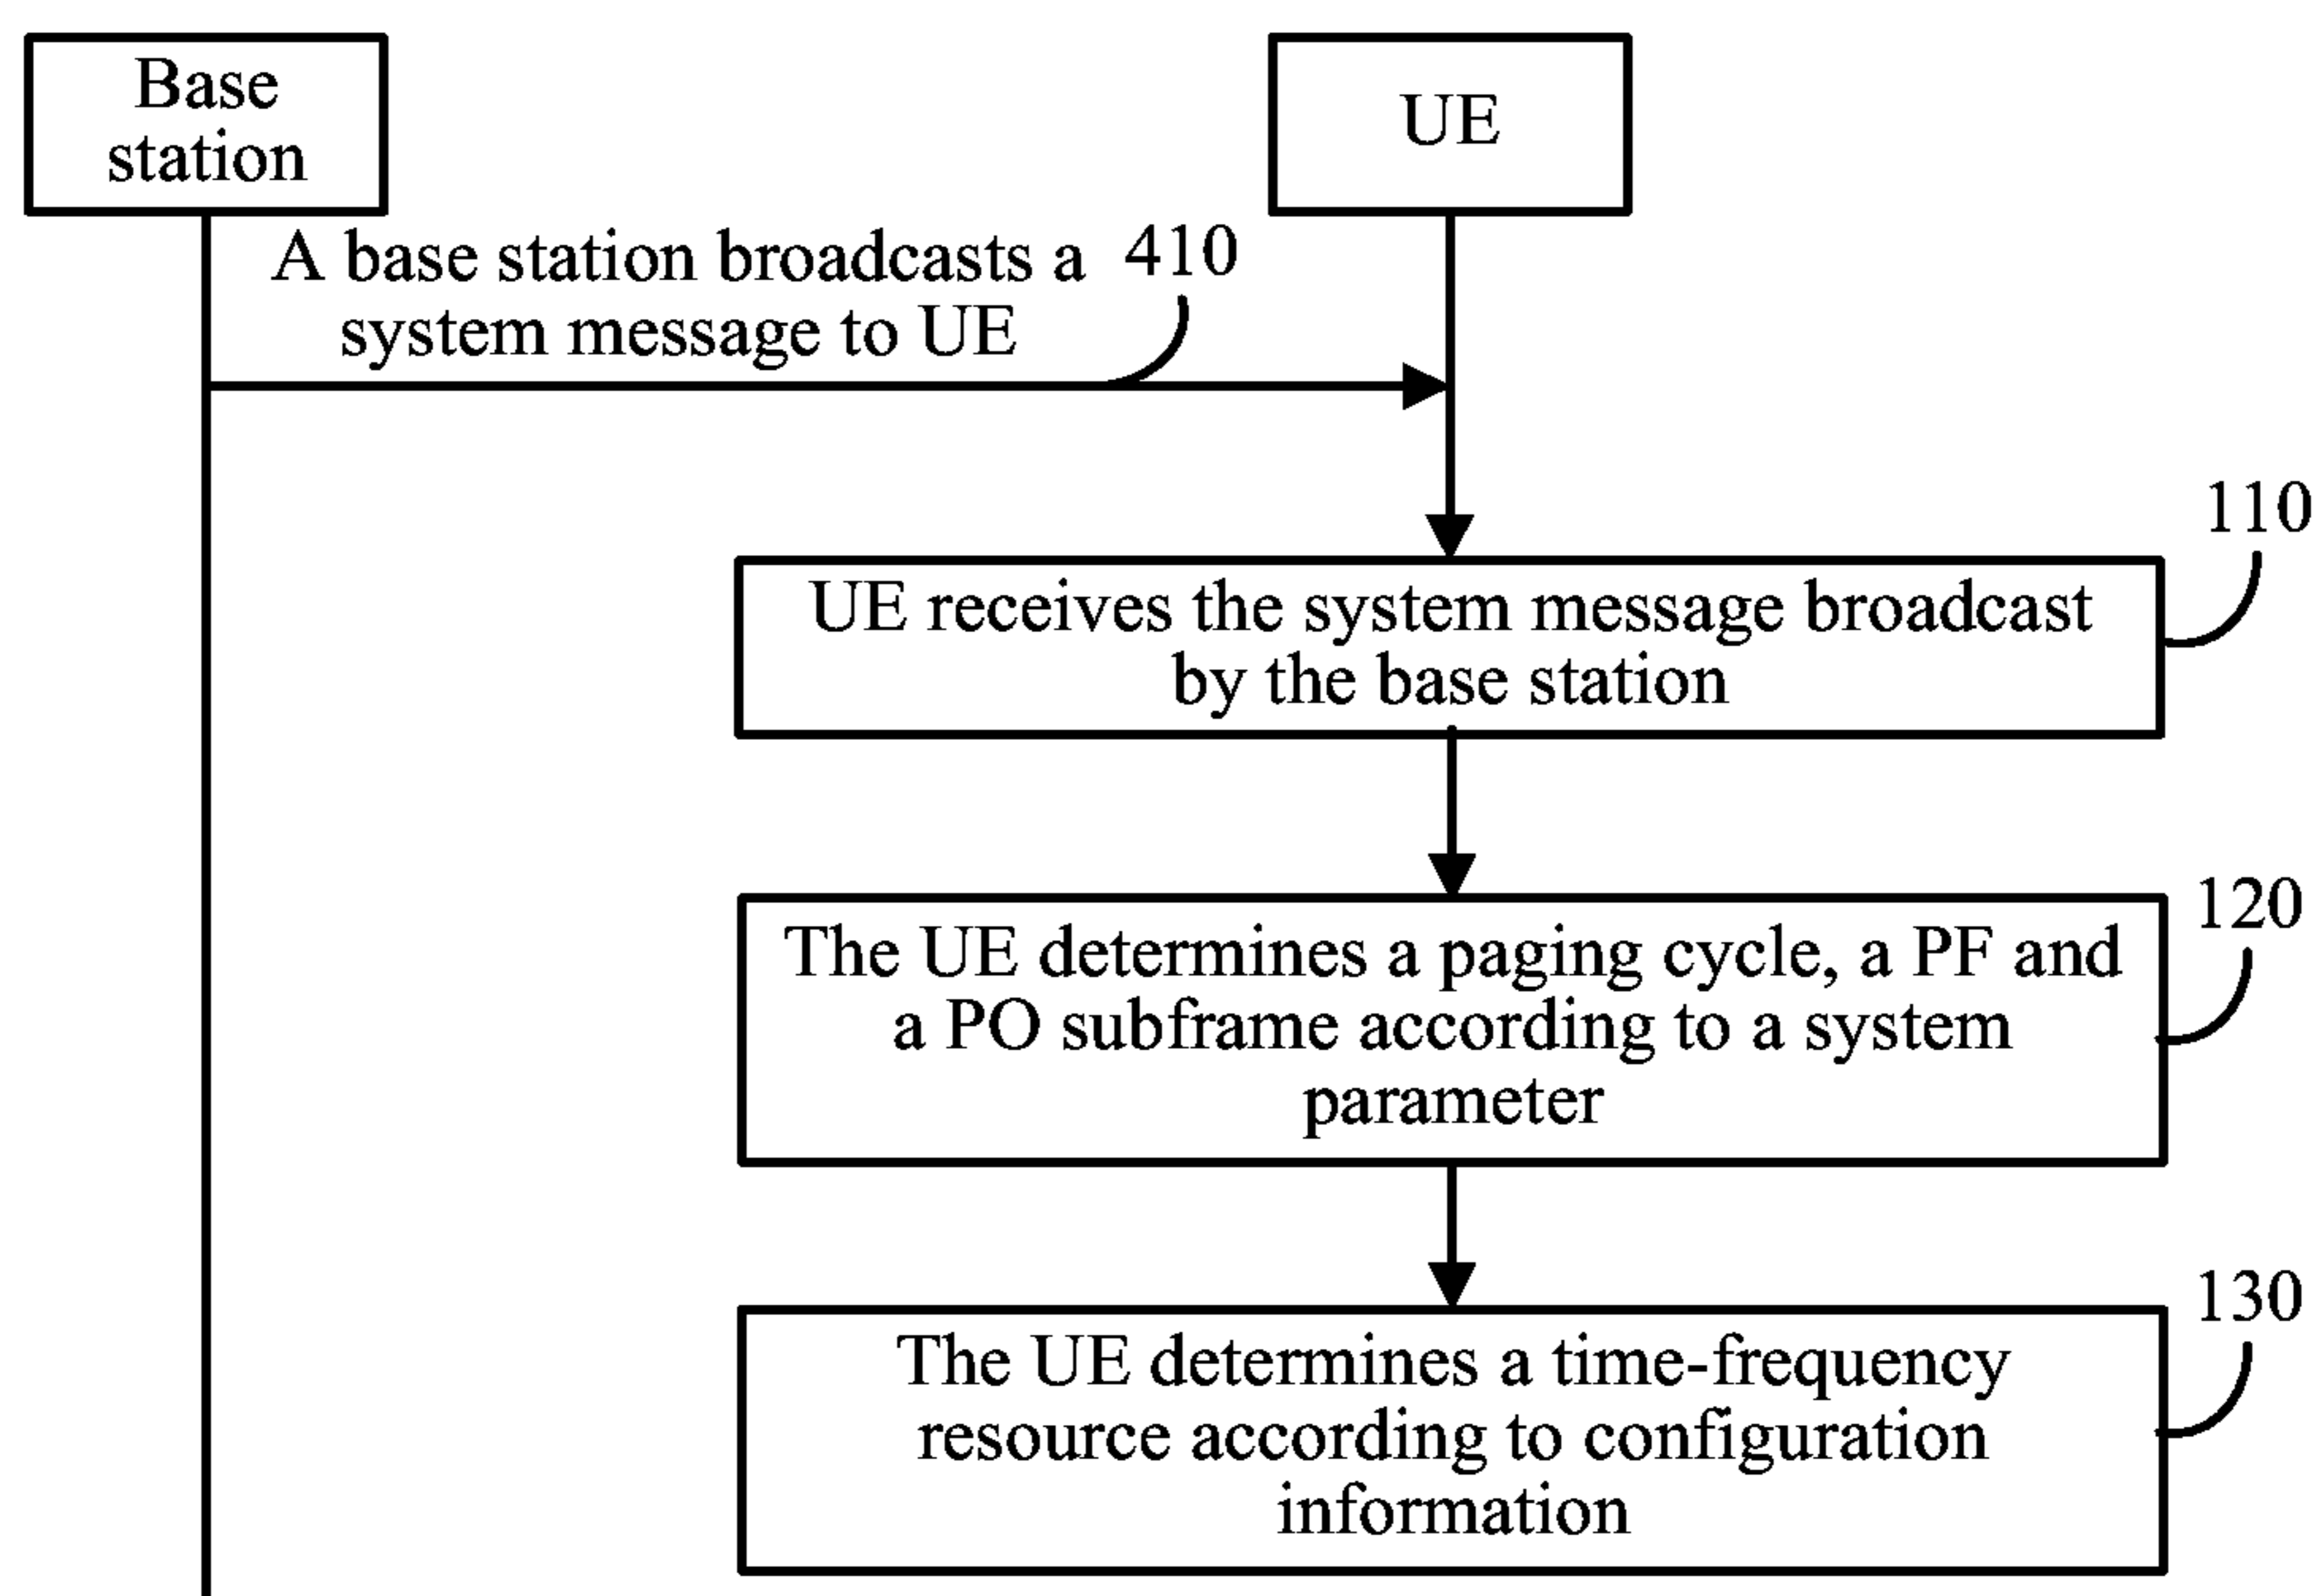 Base
station
UE
A base station broadcasts a
system message to UE
410
110
UE receives the system message broadcast
by the base station
120
The UE determines a paging cycle, a PF and
a PO subframe according to a system
parameter
130
The UE determines a time-frequency
resource according to configuration
information